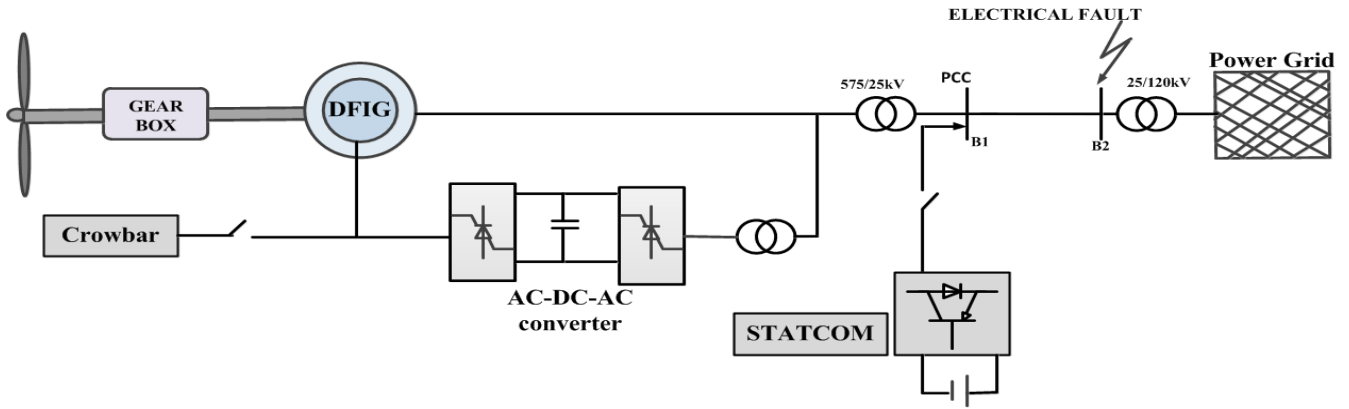 ELECTRICAL FAULT
Power Grid
575/25kV
PCC
25/120kV
GEAR
BOX
DFIG
B1
B2
Crowbar
AC-DC-AC
converter
STATCOM